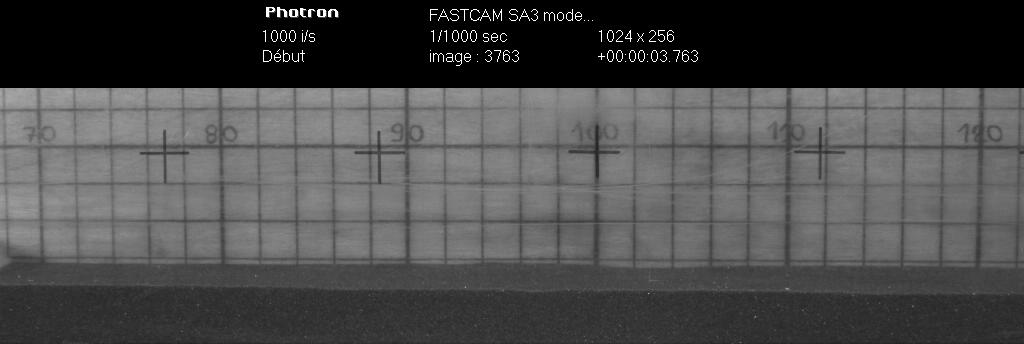 Photron FASTCAM SA3 mode...
1000 i/s 1/1000 sec 1024 x 256
Début image : 3763 +00:00:03.763
70 80 90 100 110 120